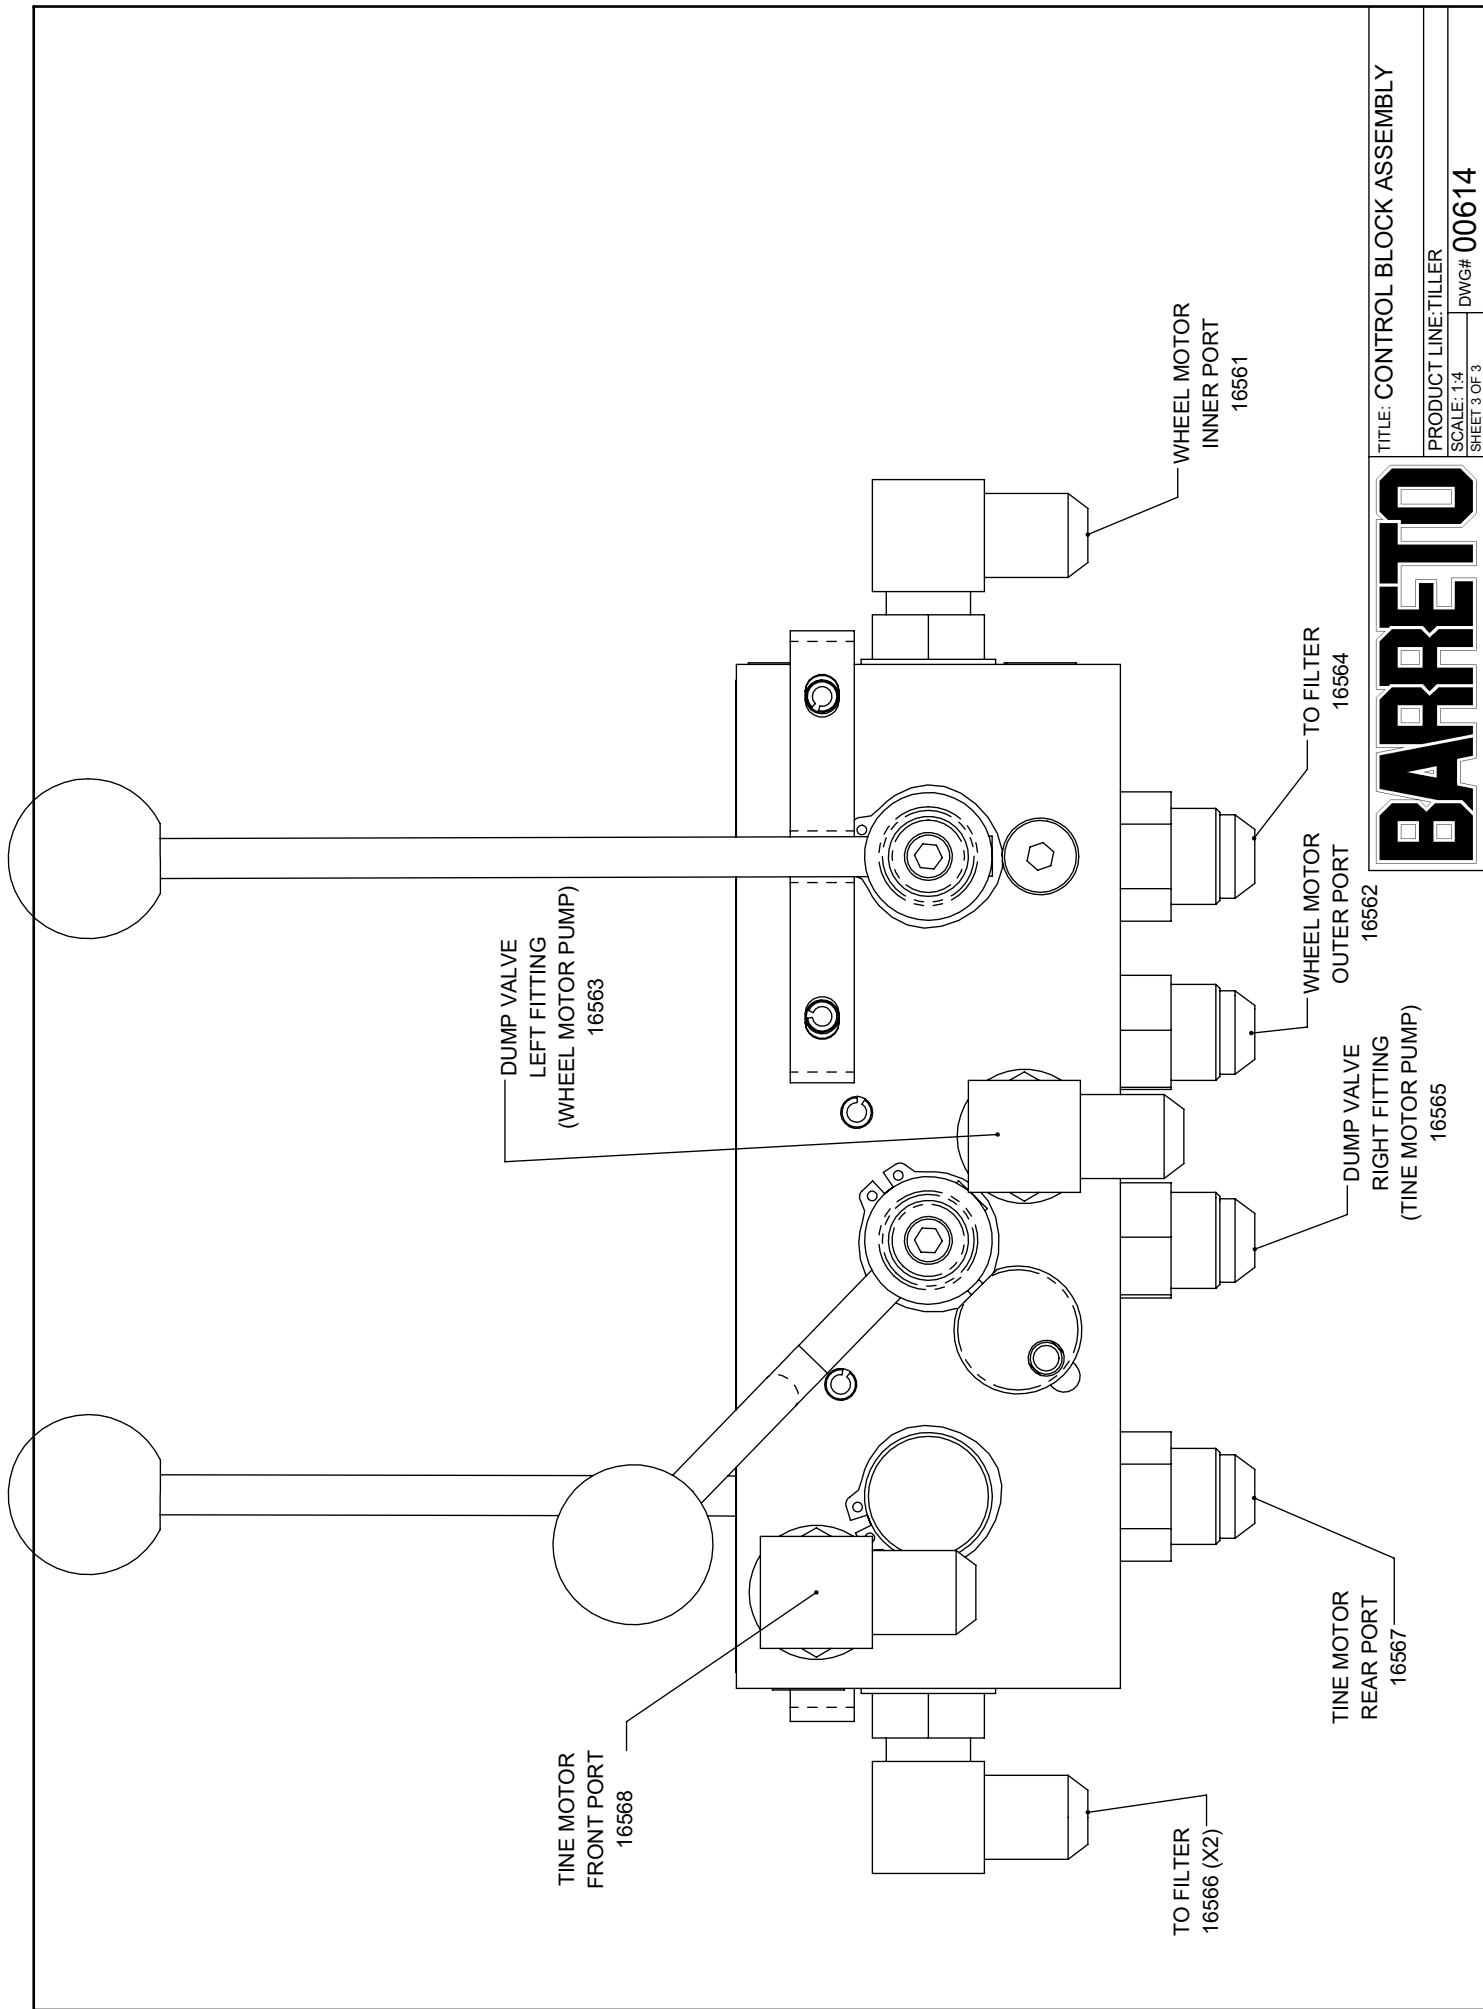 TINE MOTOR
FRONT PORT
16568
DUMP VALVE
LEFT FITTING
(WHEEL MOTOR PUMP)
16563
TO FILTER
16566 (X2)
TINE MOTOR
REAR PORT
16567
DUMP VALVE
RIGHT FITTING
(TINE MOTOR PUMP)
16565
WHEEL MOTOR
OUTER PORT
16562
TO FILTER
16564
WHEEL MOTOR
INNER PORT
16561
BARRETO
TITLE: CONTROL BLOCK ASSEMBLY
PRODUCT LINE:TILLER
SCALE: 1:4
SHEET 3 OF 3
DWG# 00614